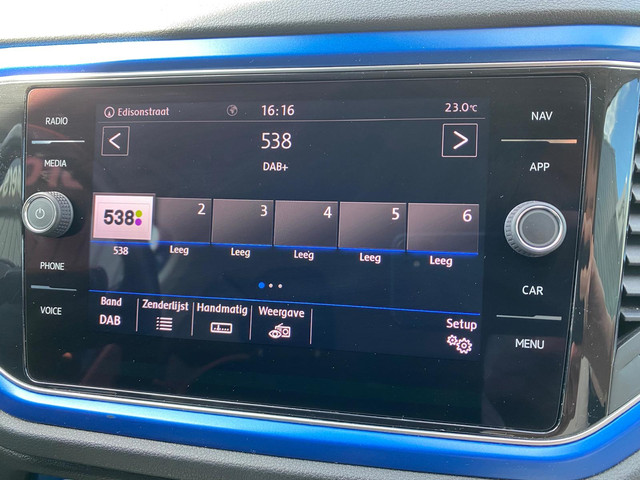 RADIO
MEDIA
PHONE
VOICE
Edisonstraat 16:16 23.0°C
< 538 >
DAB+
538 2 3 4 5 6
538 Leeg Leeg Leeg Leeg Leeg
Band Zenderlijst Handmatig Weergave Setup
DAB
NAV
APP
CAR
MENU